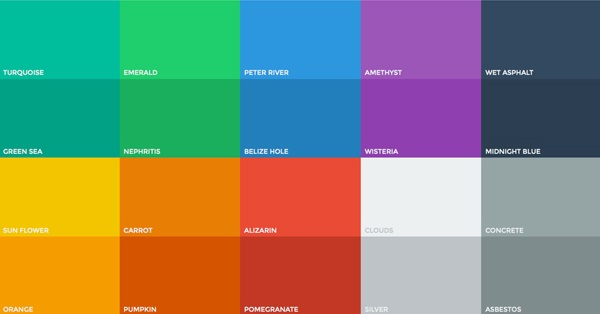 TURQUOISE
EMERALD
PETER RIVER
AMETHYST
WET ASPHALT
GREEN SEA
NEPHRITIS
BELIZE HOLE
WISTERIA
MIDNIGHT BLUE
SUN FLOWER
CARROT
ALIZARIN
CLOUDS
CONCRETE
ORANGE
PUMPKIN
POMEGRANATE
SILVER
ASBESTOS